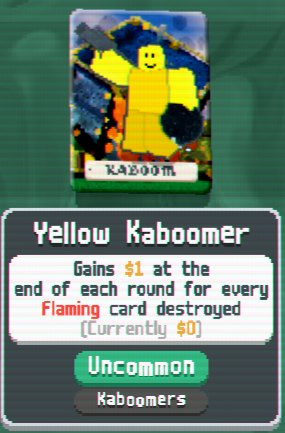 KABOOM
Yellow Kaboomer
Gains $1 at the
end of each round for every
Flaming card destroyed
(Currently $0)
Uncommon
Kaboomers